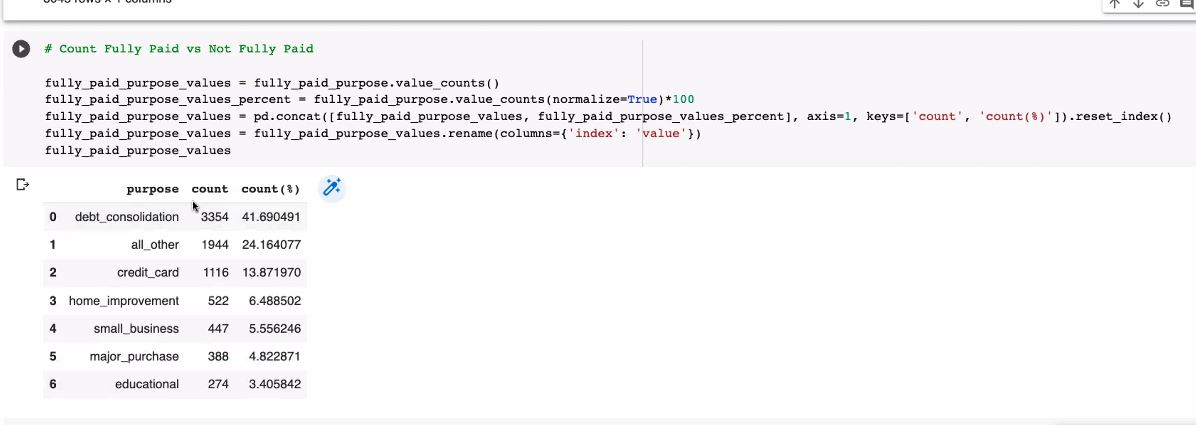 # Count Fully Paid vs Not Fully Paid
fully_paid_purpose_values = fully_paid_purpose.value_counts()
fully_paid_purpose_values_percent = fully_paid_purpose.value_counts(normalize=True)*100
fully_paid_purpose_values = pd.concat([fully_paid_purpose_values, fully_paid_purpose_values_percent], axis=1, keys=['count', 'count(%)']).reset_index()
fully_paid_purpose_values = fully_paid_purpose_values.rename(columns={'index': 'value'})
fully_paid_purpose_values
purpose count count(%)
0 debt_consolidation 3354 41.690491
1 all_other 1944 24.164077
2 credit_card 1116 13.871970
3 home_improvement 522 6.488502
4 small_business 447 5.556246
5 major_purchase 388 4.822871
6 educational 274 3.405842